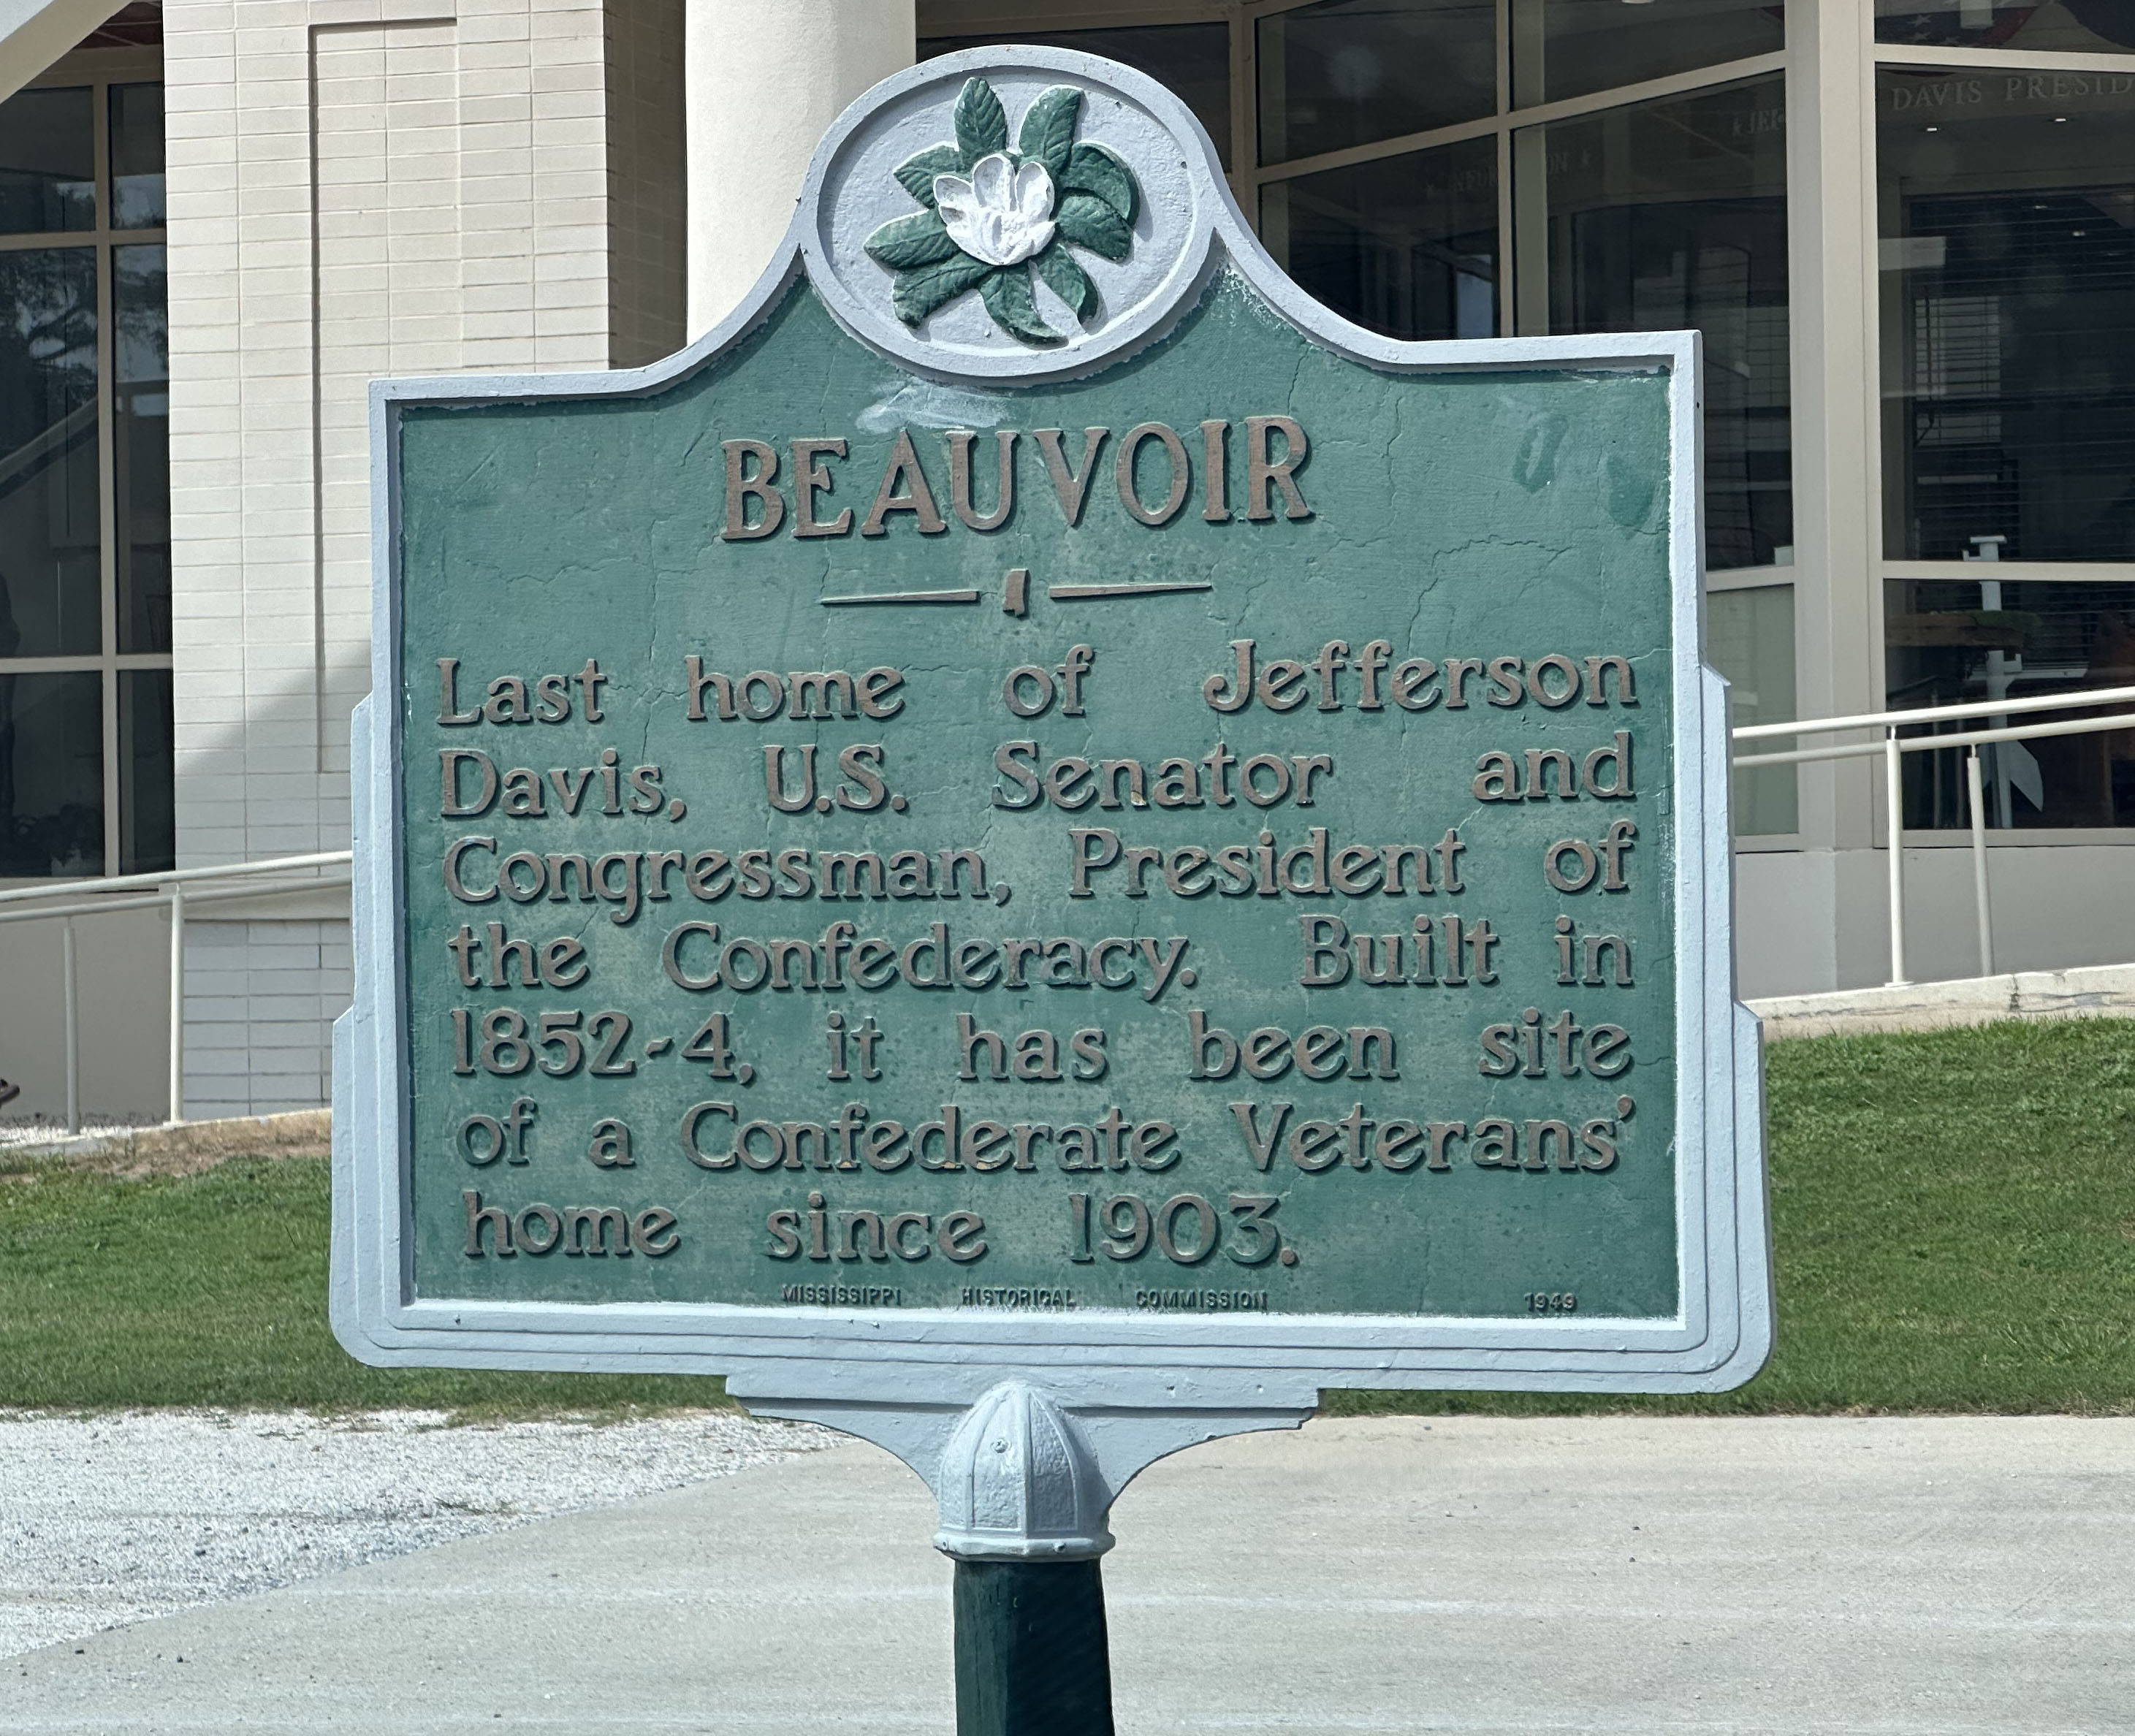 BEAUVOIR
Last home of Jefferson
Davis, U.S. Senator and
Congressman, President of
the Confederacy. Built in
1852-4, it has been site
of a Confederate Veterans'
home since 1903.
MISSISSIPPI HISTORICAL COMMISSION 1949
DAVIS PRESID